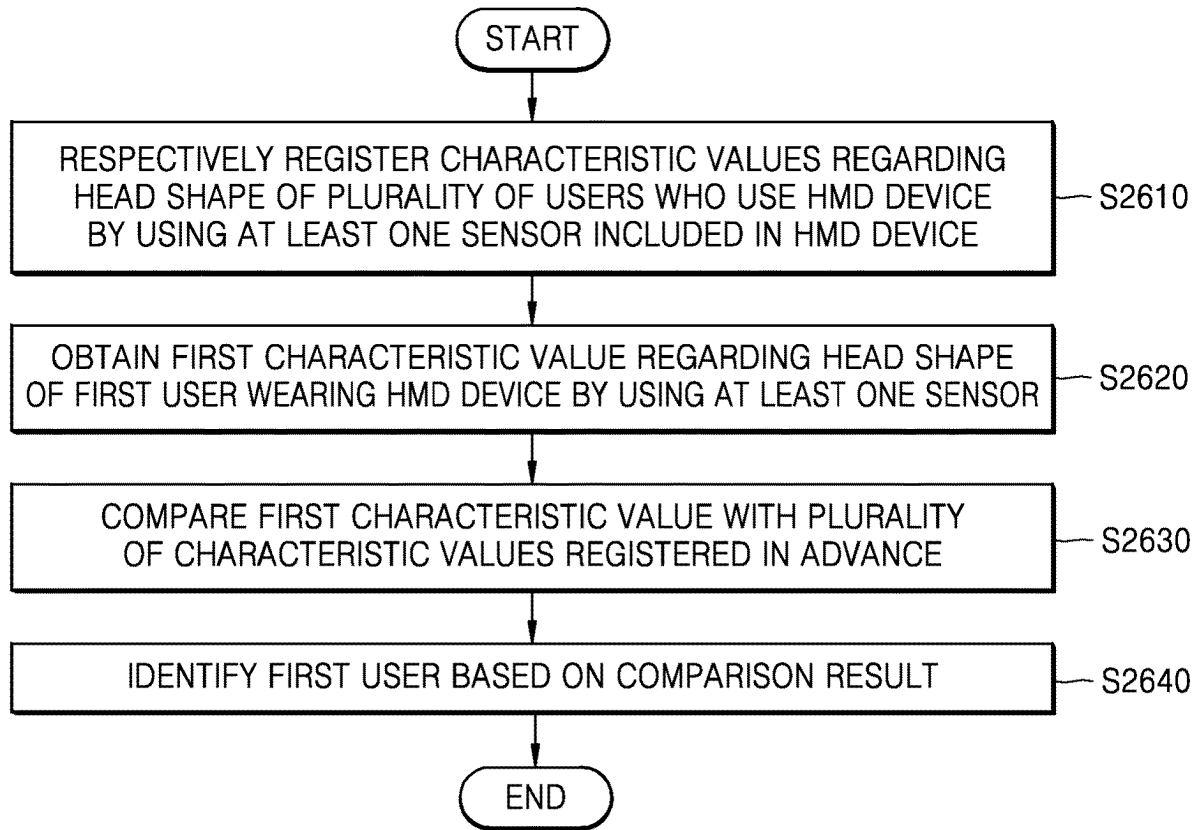 START
RESPECTIVELY REGISTER CHARACTERISTIC VALUES REGARDING
HEAD SHAPE OF PLURALITY OF USERS WHO USE HMD DEVICE
BY USING AT LEAST ONE SENSOR INCLUDED IN HMD DEVICE
S2610
OBTAIN FIRST CHARACTERISTIC VALUE REGARDING HEAD SHAPE
OF FIRST USER WEARING HMD DEVICE BY USING AT LEAST ONE SENSOR
S2620
COMPARE FIRST CHARACTERISTIC VALUE WITH PLURALITY
OF CHARACTERISTIC VALUES REGISTERED IN ADVANCE
S2630
IDENTIFY FIRST USER BASED ON COMPARISON RESULT
S2640
END